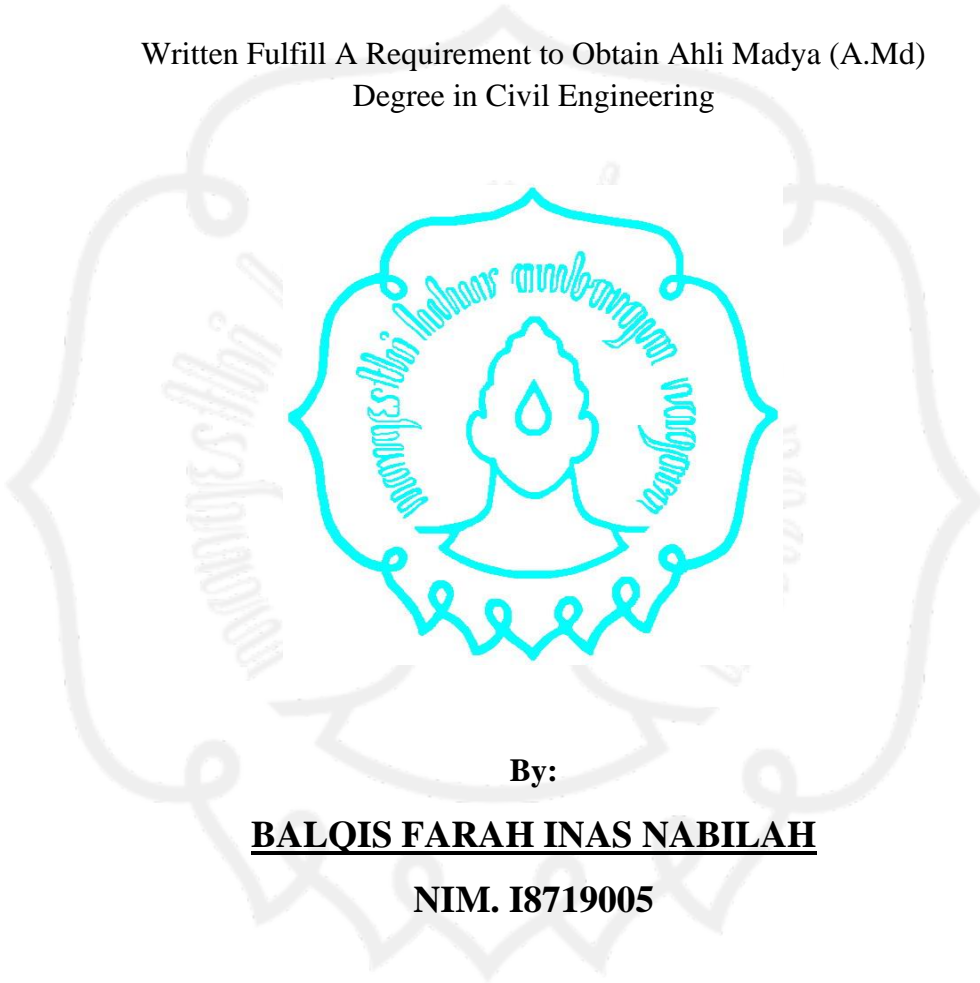 Written Fulfill A Requirement to Obtain Ahli Madya (A.Md)
Degree in Civil Engineering
By:
BALQIS FARAH INAS NABILAH
NIM. I8719005